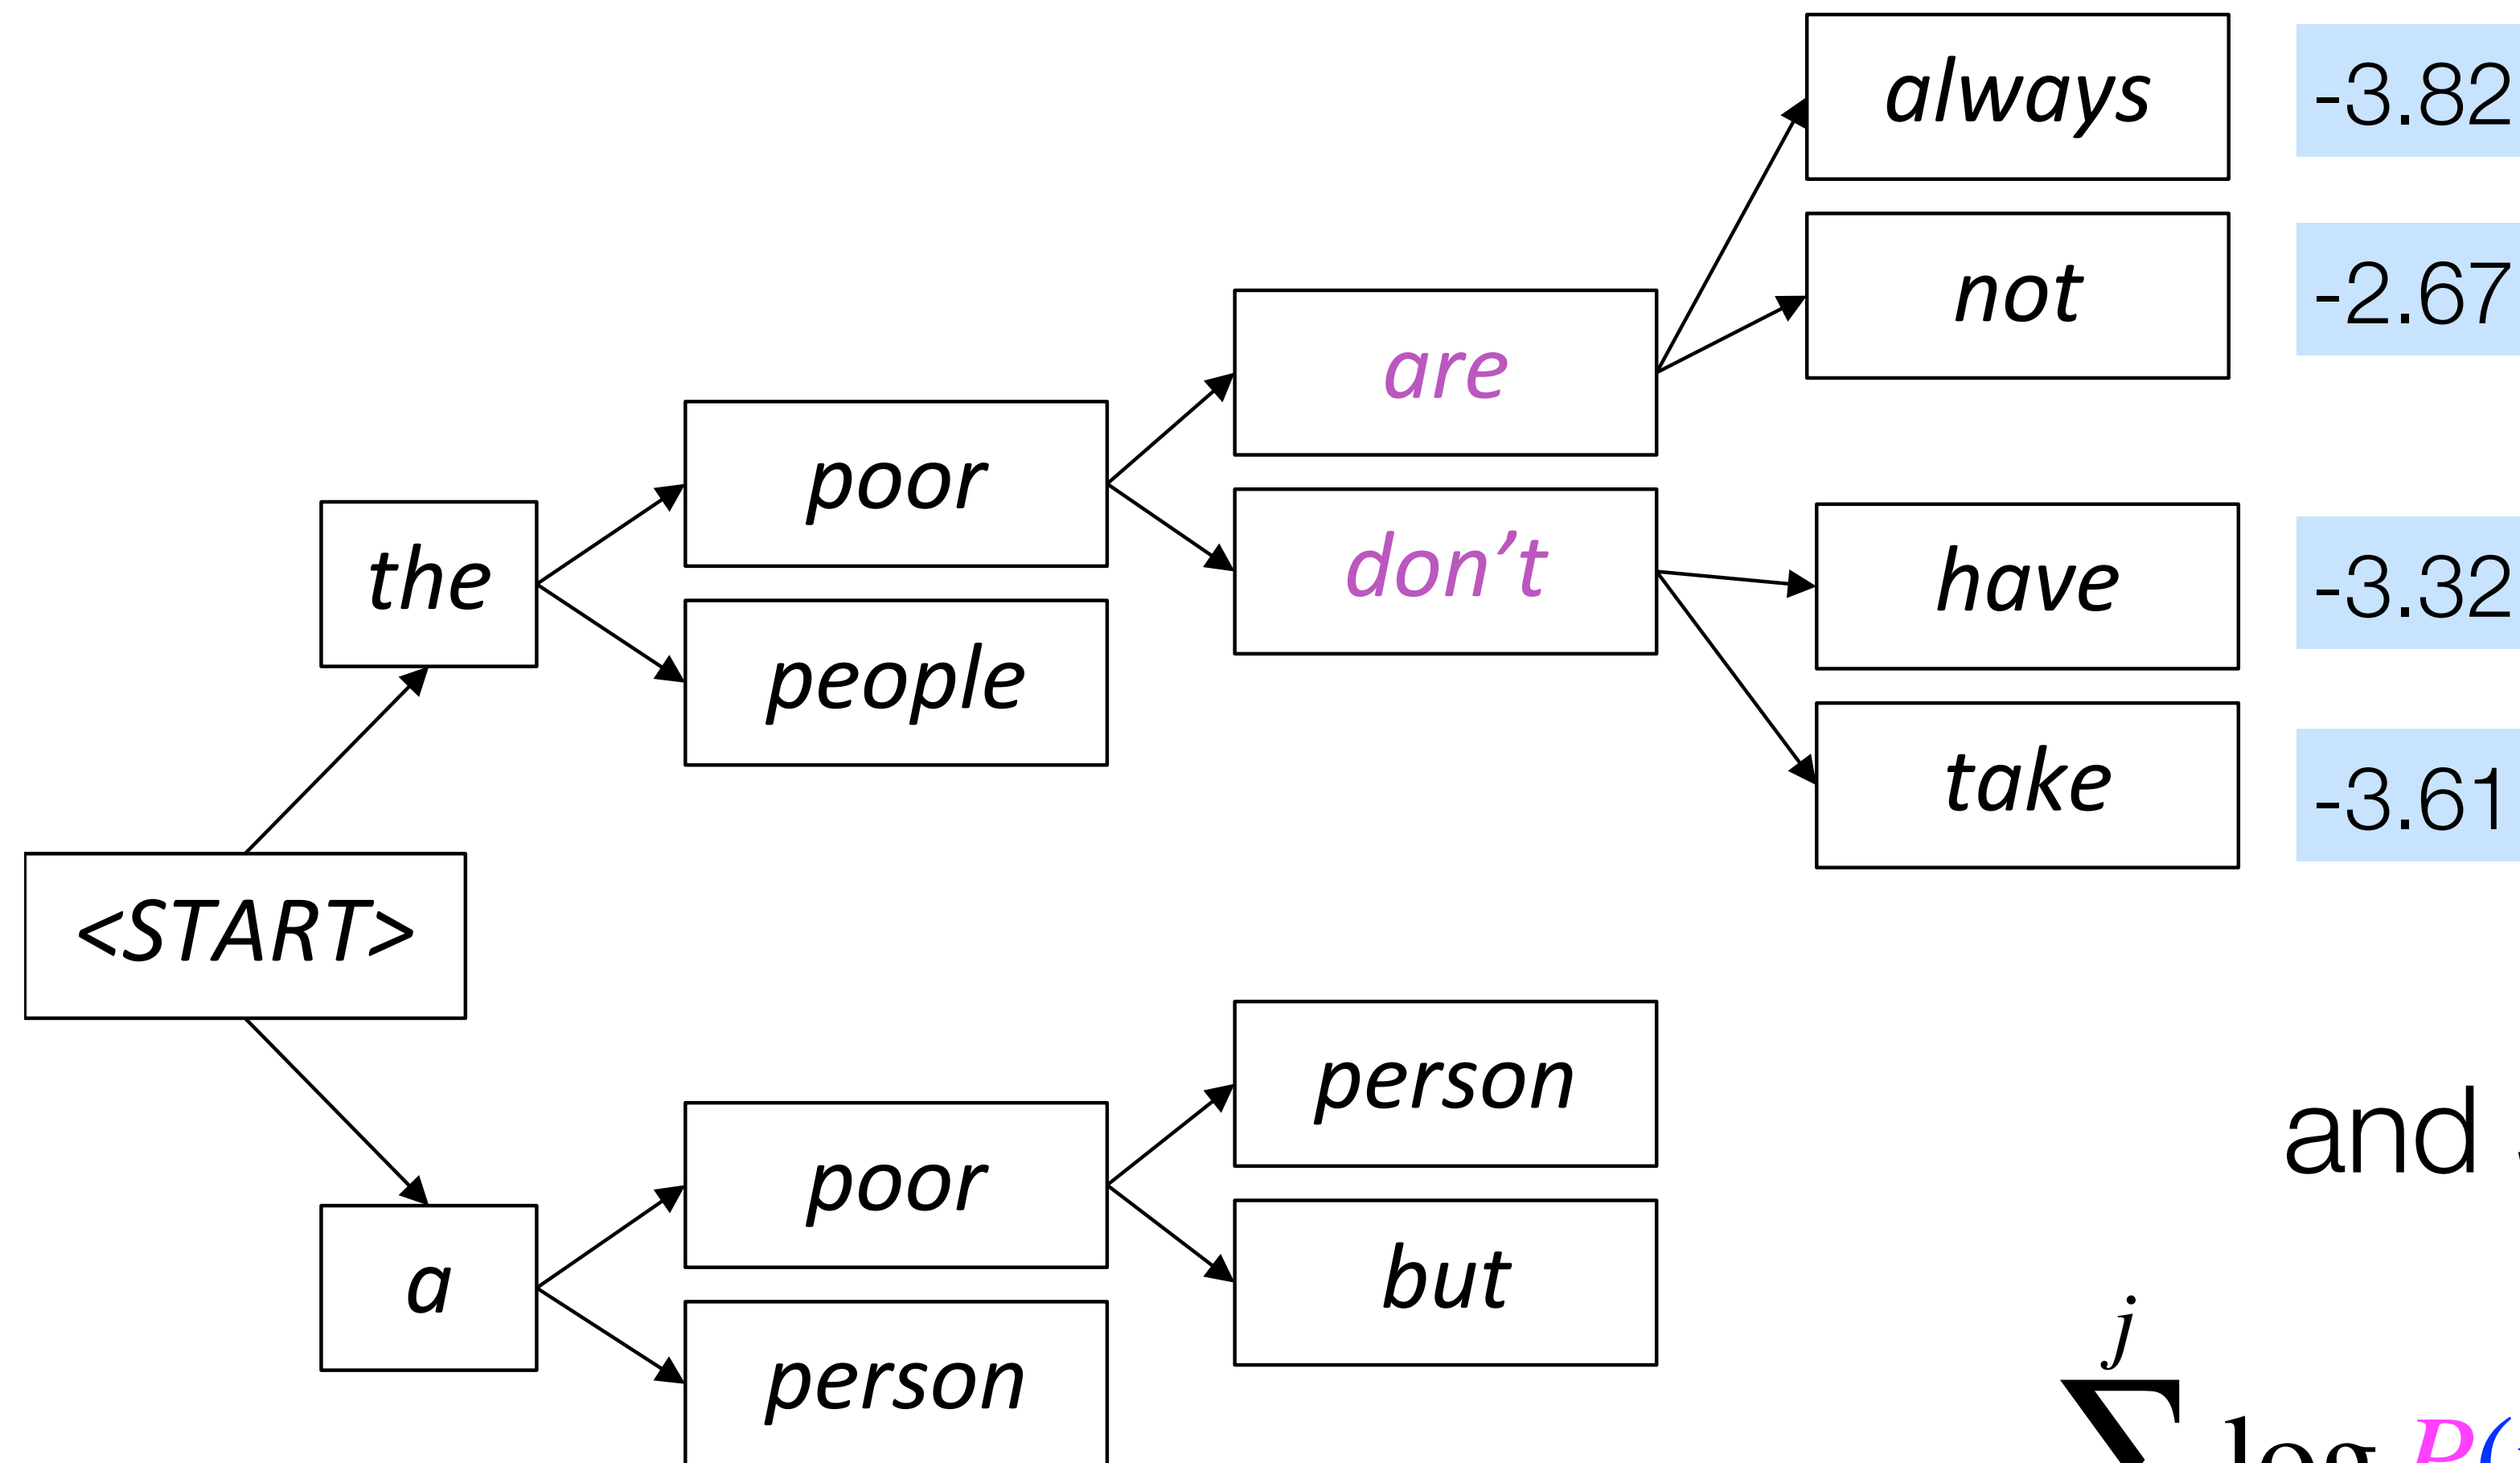 always
-3.82
not
-2.67
are
poor
don't
have
-3.32
the
people
take
-3.61
<START>
person
and
poor
but
a
j
person
∑ log P(